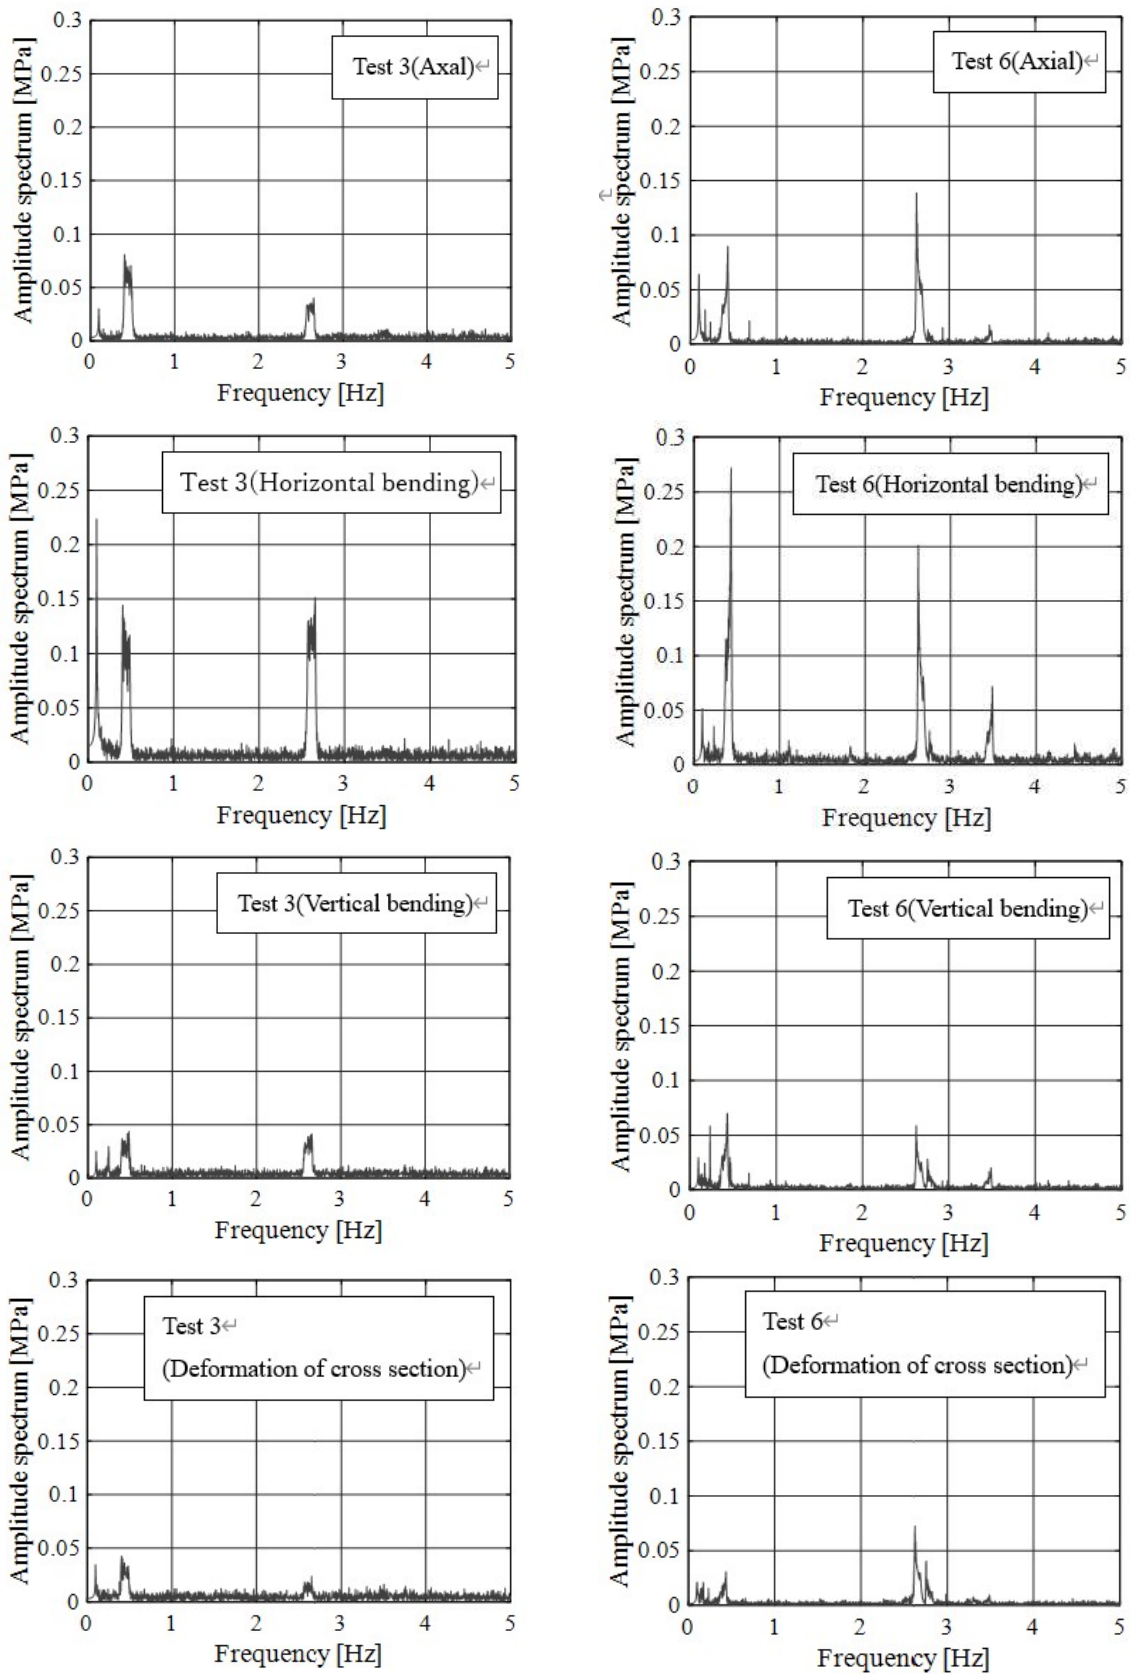 0.3
0.25
0.2
0.15
0.1
0.05
0
Amplitude spectrum [MPa]
Test 3(Axal)↵
0 1 2 3 4 5
Frequency [Hz]
0.3
0.25
0.2
0.15
0.1
0.05
0
↵
Amplitude spectrum [MPa]
Test 6(Axial)↵
0 1 2 3 4 5
Frequency [Hz]
0.3
0.25
0.2
0.15
0.1
0.05
0
Amplitude spectrum [MPa]
Test 3(Horizontal bending)↵
0 1 2 3 4 5
Frequency [Hz]
0.3
0.25
0.2
0.15
0.1
0.05
0
Amplitude spectrum [MPa]
Test 6(Horizontal bending)↵
0 1 2 3 4 5
Frequency [Hz]
0.3
0.25
0.2
0.15
0.1
0.05
0
Amplitude spectrum [MPa]
Test 3(Vertical bending)↵
0 1 2 3 4 5
Frequency [Hz]
0.3
0.25
0.2
0.15
0.1
0.05
0
Amplitude spectrum [MPa]
Test 6(Vertical bending)↵
0 1 2 3 4 5
Frequency [Hz]
0.3
0.25
0.2
0.15
0.1
0.05
0
Amplitude spectrum [MPa]
Test 3↵
(Deformation of cross section)↵
0 1 2 3 4 5
Frequency [Hz]
0.3
0.25
0.2
0.15
0.1
0.05
0
Amplitude spectrum [MPa]
Test 6↵
(Deformation of cross section)↵
0 1 2 3 4 5
Frequency [Hz]